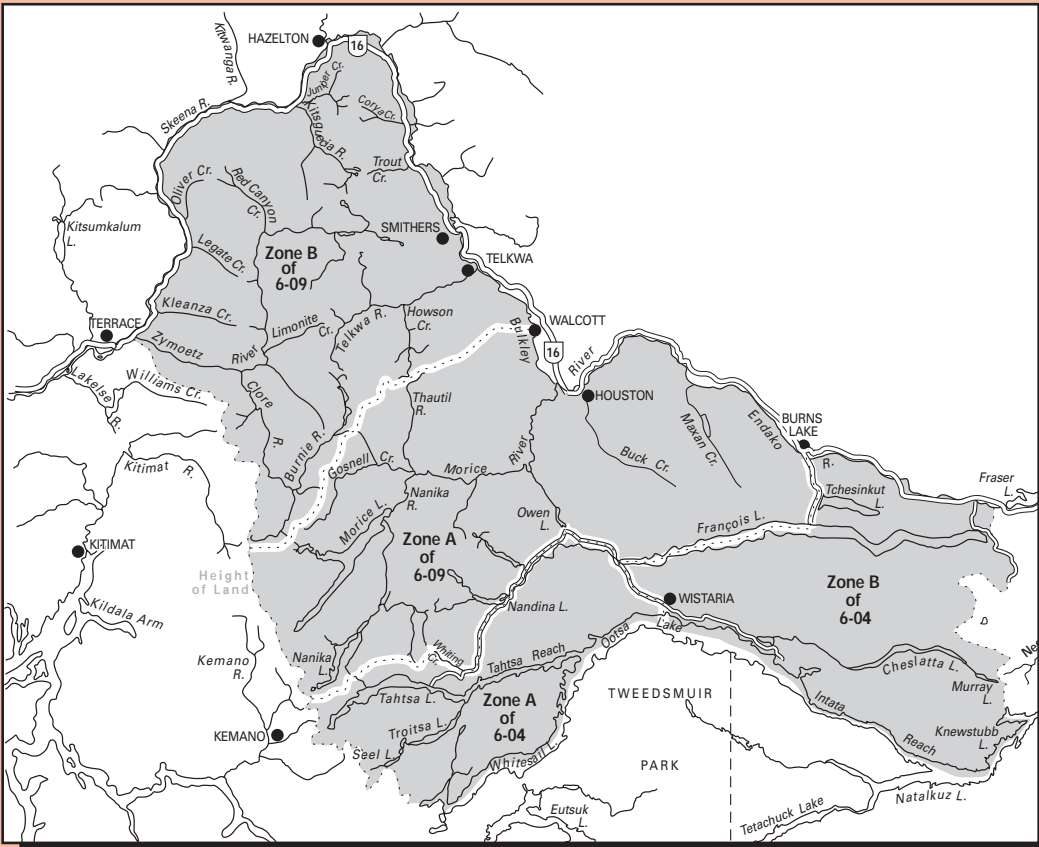 HAZELTON
16
Kitwanga R.
Juniper Cr.
Skeena R.
Kitsguecla R.
Corya Cr.
Trout
Cr.
Oliver Cr.
Red Canyon
Cr.
Kitsumkalum
L.
SMITHERS
Legate Cr.
Zone B
of
6-09
TELKWA
Kleanza Cr.
Limonite
Cr.
Telkwa R.
Howson
Cr.
TERRACE
Zymoetz
River
Bulkley
WALCOTT
16
River
Lakelse
R.
Williams Cr.
Clore
R.
Thautil
R.
HOUSTON
Burnie R.
Maxan Cr.
Endako
R.
BURNS
LAKE
Kitimat R.
Gosnell Cr.
Morice
River
Buck Cr.
Nanika
R.
Morice L.
Tchesinkut
L.
Fraser
L.
Owen
L.
François L.
KITIMAT
Zone A
of
6-09
Height
of Land
Zone B
of
6-04
Kildala Arm
Nandina L.
WISTARIA
Ootsa
Lake
Kemano
R.
Nanika
L.
Whiting
Cr.
Tahtsa Reach
Cheslatta L.
Murray
L.
Tahtsa L.
Zone A
of
6-04
TWEEDSMUIR
PARK
Intata
Reach
KEMANO
Troitsa L.
Seel L.
Whitesail L.
Knewstubb
L.
Natalkuz L.
Eutsuk
L.
Tetachuck Lake